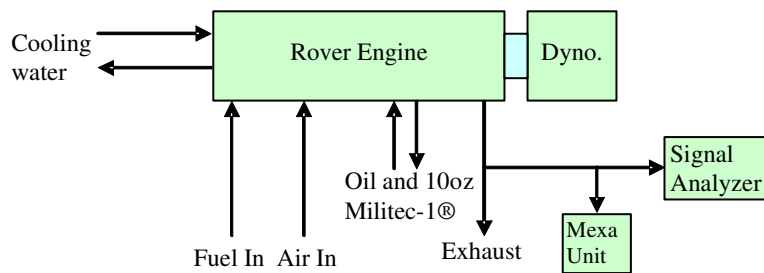 Cooling
water
Rover Engine
Dyno.
Oil and 10oz
Militec-1®
Signal
Analyzer
Mexa
Unit
Fuel In
Air In
Exhaust